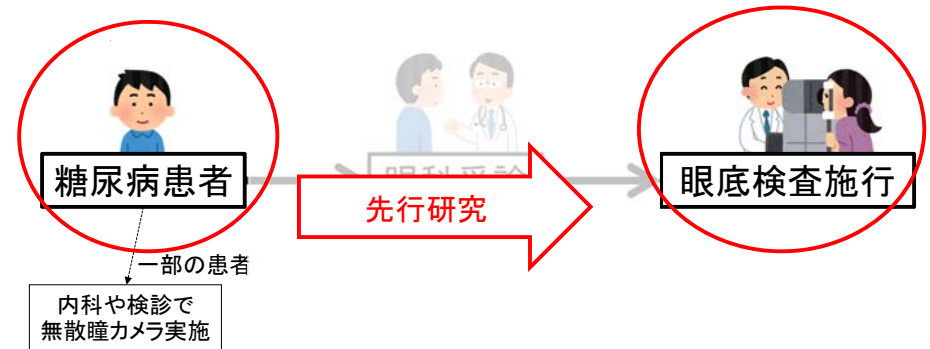 糖尿病患者
先行研究
眼底検査施行
一部の患者
内科や検診で
無散瞳カメラ実施